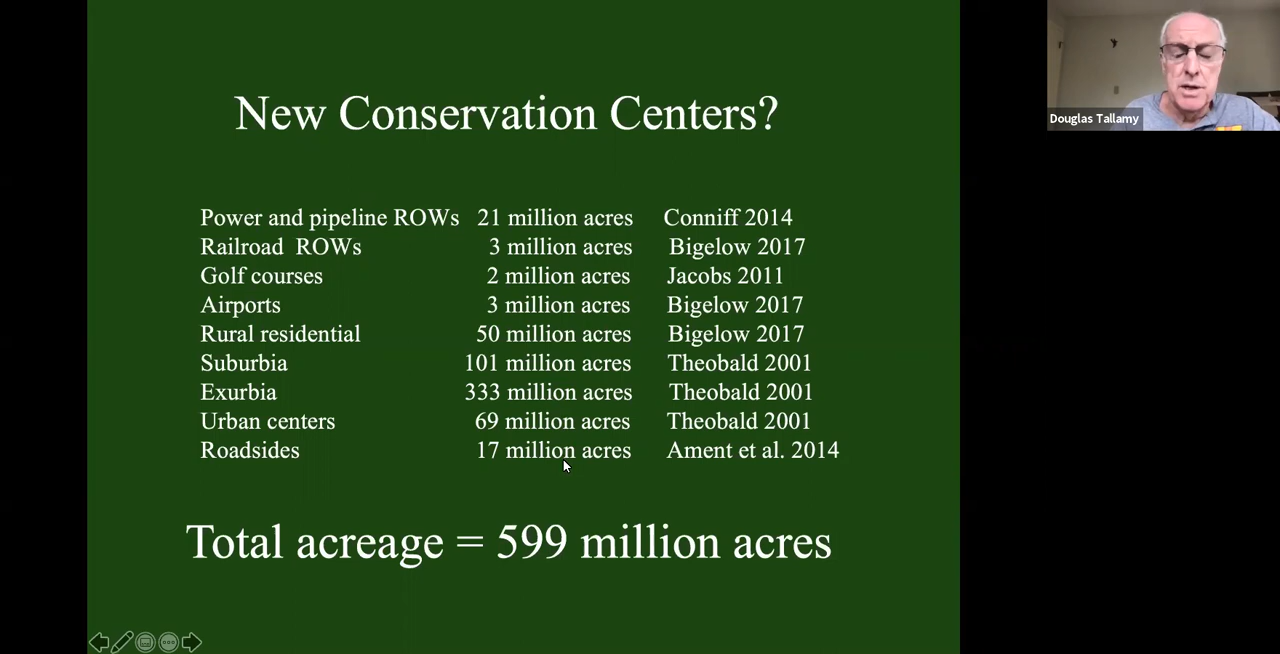 New Conservation Centers?
Power and pipeline ROWs 21 million acres Conniff 2014
Railroad ROWs 3 million acres Bigelow 2017
Golf courses 2 million acres Jacobs 2011
Airports 3 million acres Bigelow 2017
Rural residential 50 million acres Bigelow 2017
Suburbia 101 million acres Theobald 2001
Exurbia 333 million acres Theobald 2001
Urban centers 69 million acres Theobald 2001
Roadsides 17 million acres Ament et al. 2014
Total acreage = 599 million acres
Douglas Tallamy